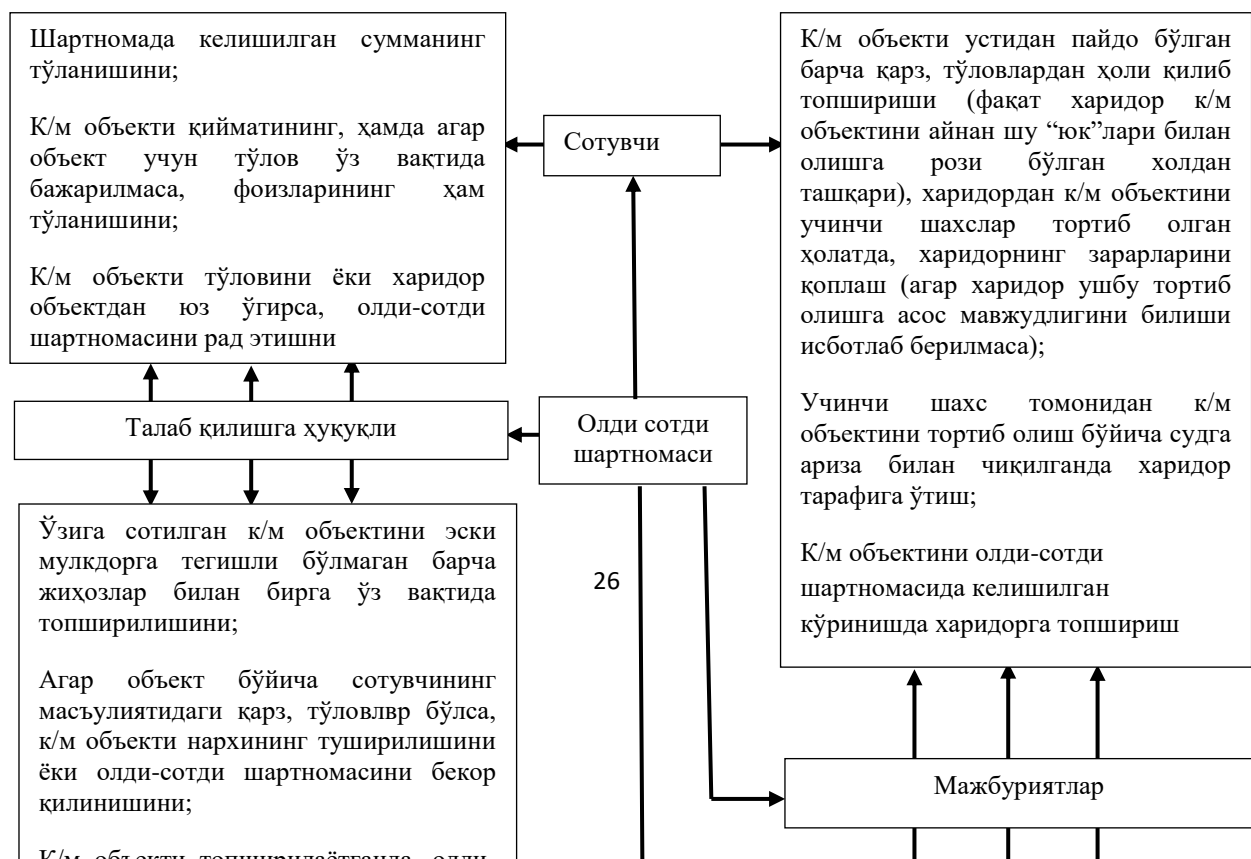 Шартномада келишилган сумманинг
тўланишини;
К/м объекти қийматининг, ҳамда агар
объект учун тўлов ўз вақтида
бажарилмаса, фоизларининг ҳам
тўланишини;
К/м объекти тўловини ёки харидор
объектдан юз ўгирса, олди-сотди
шартномасини рад этишни
Сотувчи
К/м объекти устидан пайдо бўлган
барча қарз, тўловлардан ҳоли қилиб
топшириши (фақат харидор к/м
объектини айнан шу “юк”лари билан
олишга рози бўлган холдан
ташқари), харидордан к/м объектини
учинчи шахслар тортиб олган
ҳолатда, харидорнинг зарарларини
қоплаш (агар харидор ушбу тортиб
олишга асос мавжудлигини билиши
исботлаб берилмаса);
Учинчи шахс томонидан к/м
объектини тортиб олиш бўйича судга
ариза билан чиқилганда харидор
тарафига ўтиш;
К/м объектини олди-сотди
шартномасида келишилган
кўринишда харидорга топшириш
Талаб қилишга ҳуқуқли
Олди сотди
шартномаси
Ўзига сотилган к/м объектини эски
мулкдорга тегишли бўлмаган барча
жиҳозлар билан бирга ўз вақтида
топширилишини;
Агар объект бўйича сотувчининг
масъулиятидаги қарз, тўловлвр бўлса,
к/м объекти нархининг туширилишини
ёки олди-сотди шартномасини бекор
қилинишини;
К/м объекти топширилаётганда, олди-
26
Мажбуриятлар